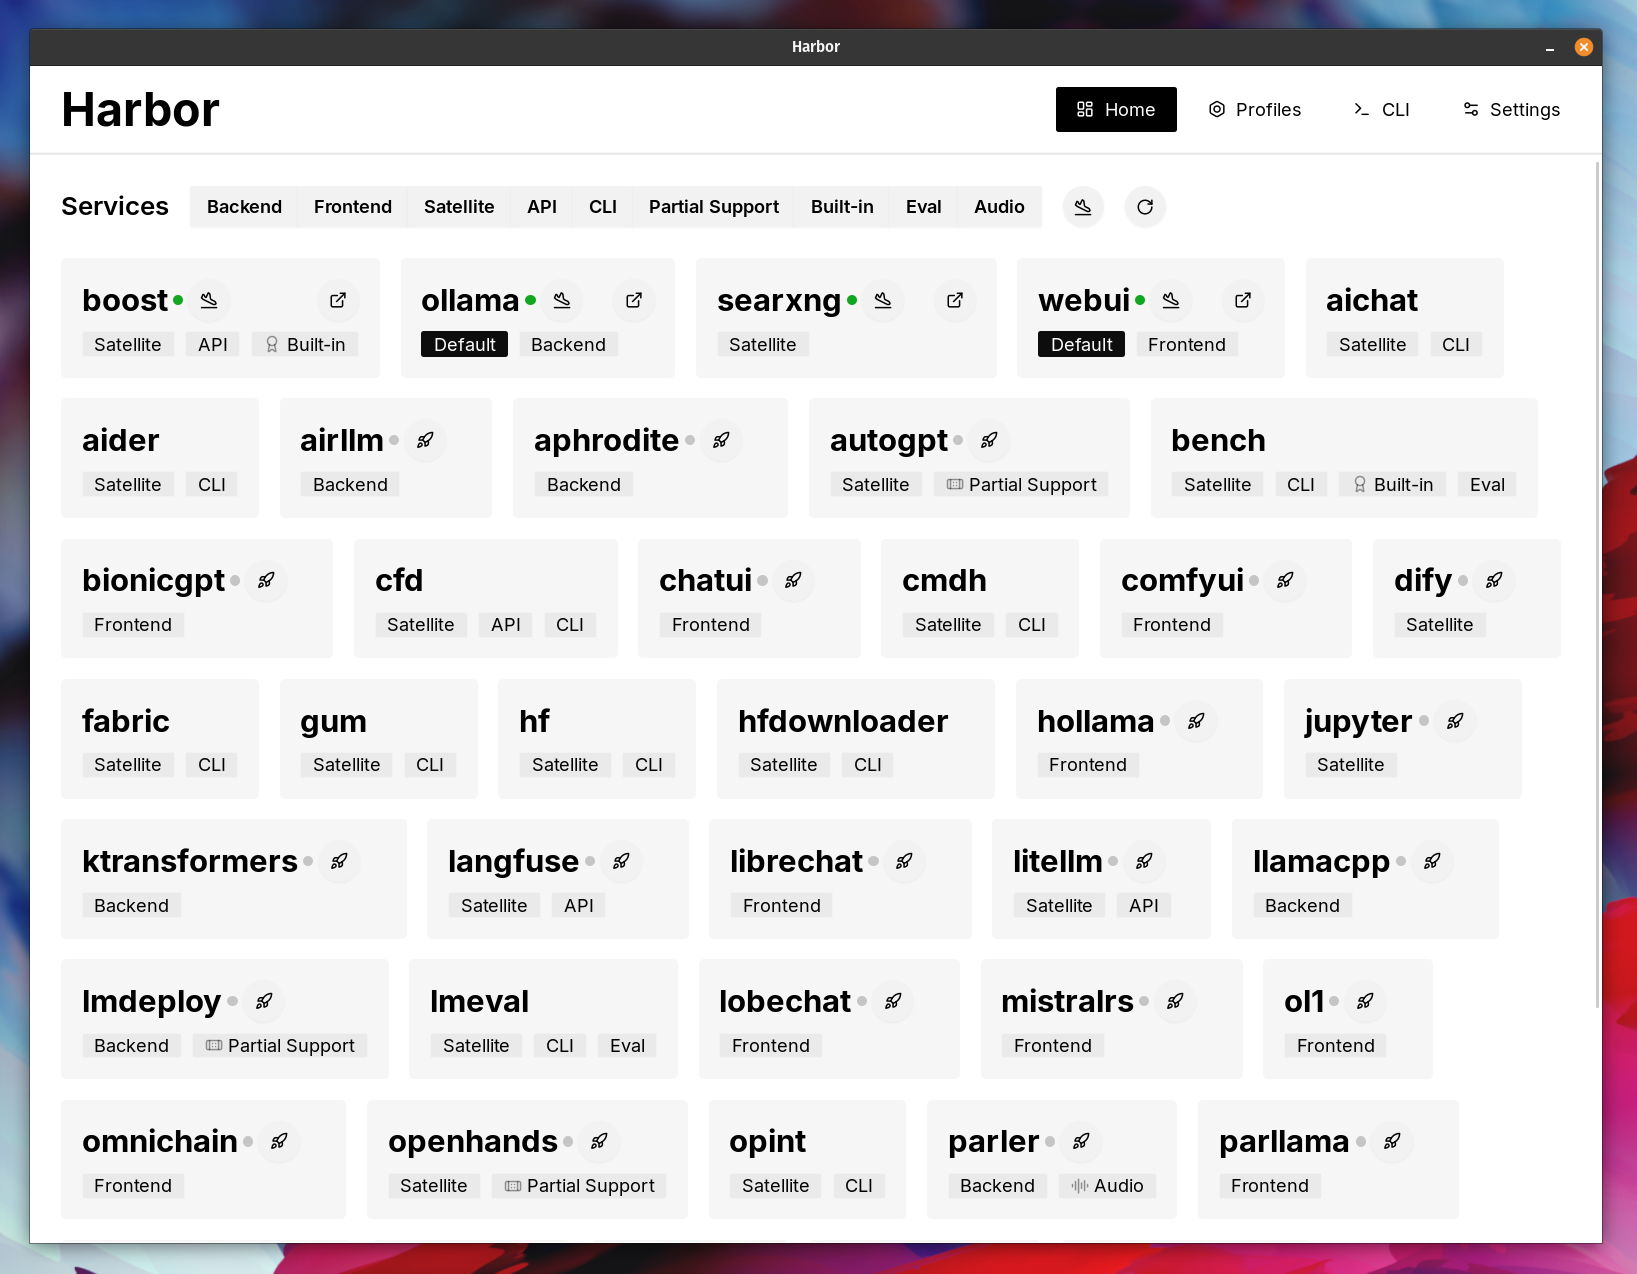 Harbor
Harbor
Home Profiles CLI Settings
Services Backend Frontend Satellite API CLI Partial Support Built-in Eval Audio
boost ollama searxng webui aichat
Satellite API Built-in Default Backend Satellite Default Frontend Satellite CLI
aider airllm aphrodite autogpt bench
Satellite CLI Backend Backend Satellite Partial Support Satellite CLI Built-in Eval
bionicgpt cfd chatui cmdh comfyui dify
Frontend Satellite API CLI Frontend Satellite CLI Frontend Satellite
fabric gum hf hfdownloader hollama jupyter
Satellite CLI Satellite CLI Satellite CLI Satellite CLI Frontend Satellite
ktransformers langfuse librechat litellm llamacpp
Backend Satellite API Frontend Satellite API Backend
lmdeploy lmeval lobechat mistralrs ol1
Backend Partial Support Satellite CLI Eval Frontend Frontend Frontend
omnichain openhands opint parler parllama
Frontend Satellite Partial Support Satellite CLI Backend Audio Frontend